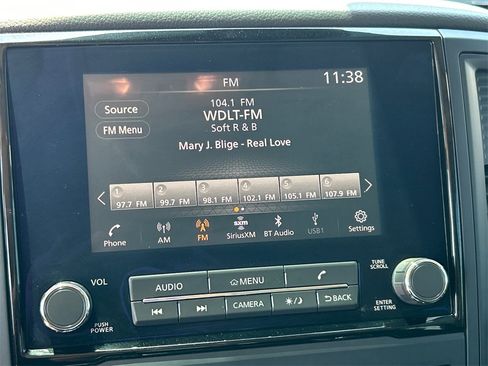 FM
11:38
Source
FM Menu
104.1 FM
WDLT-FM
Soft R & B
Mary J. Blige - Real Love
1 2 3 4 5 6
97.7 FM 99.7 FM 98.1 FM 102.1 FM 105.1 FM 107.9 FM
Phone
AM
FM
sxm
SiriusXM
BT Audio
USB1
Settings
VOL
PUSH
POWER
AUDIO
MENU
CAMERA
BACK
TUNE
SCROLL
ENTER
SETTING